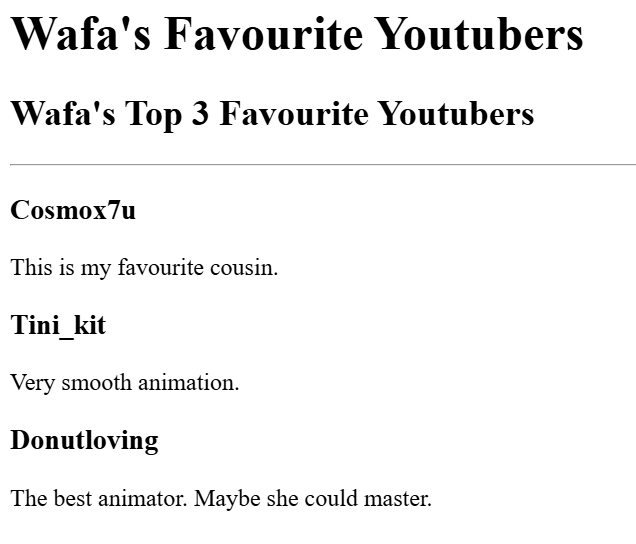 Wafa's Favourite Youtubers
Wafa's Top 3 Favourite Youtubers
Cosmox7u
This is my favourite cousin.
Tini_kit
Very smooth animation.
Donutloving
The best animator. Maybe she could master.